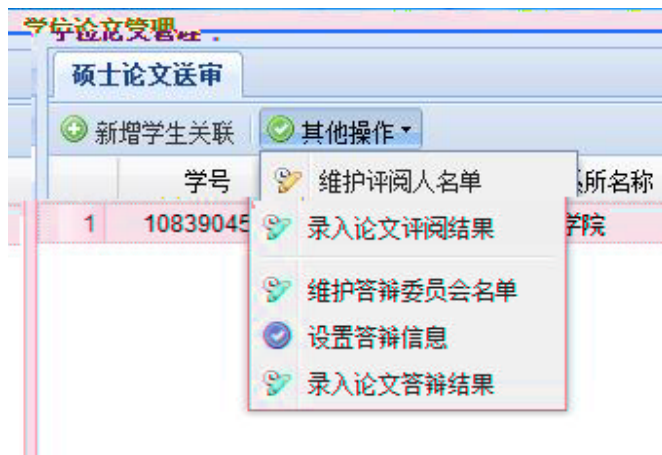 学位论文管理
硕士论文送审
新增学生关联 其他操作
学号 所名称
1 10839045 学院
维护评阅人名单
录入论文评阅结果
维护答辩委员会名单
设置答辩信息
录入论文答辩结果